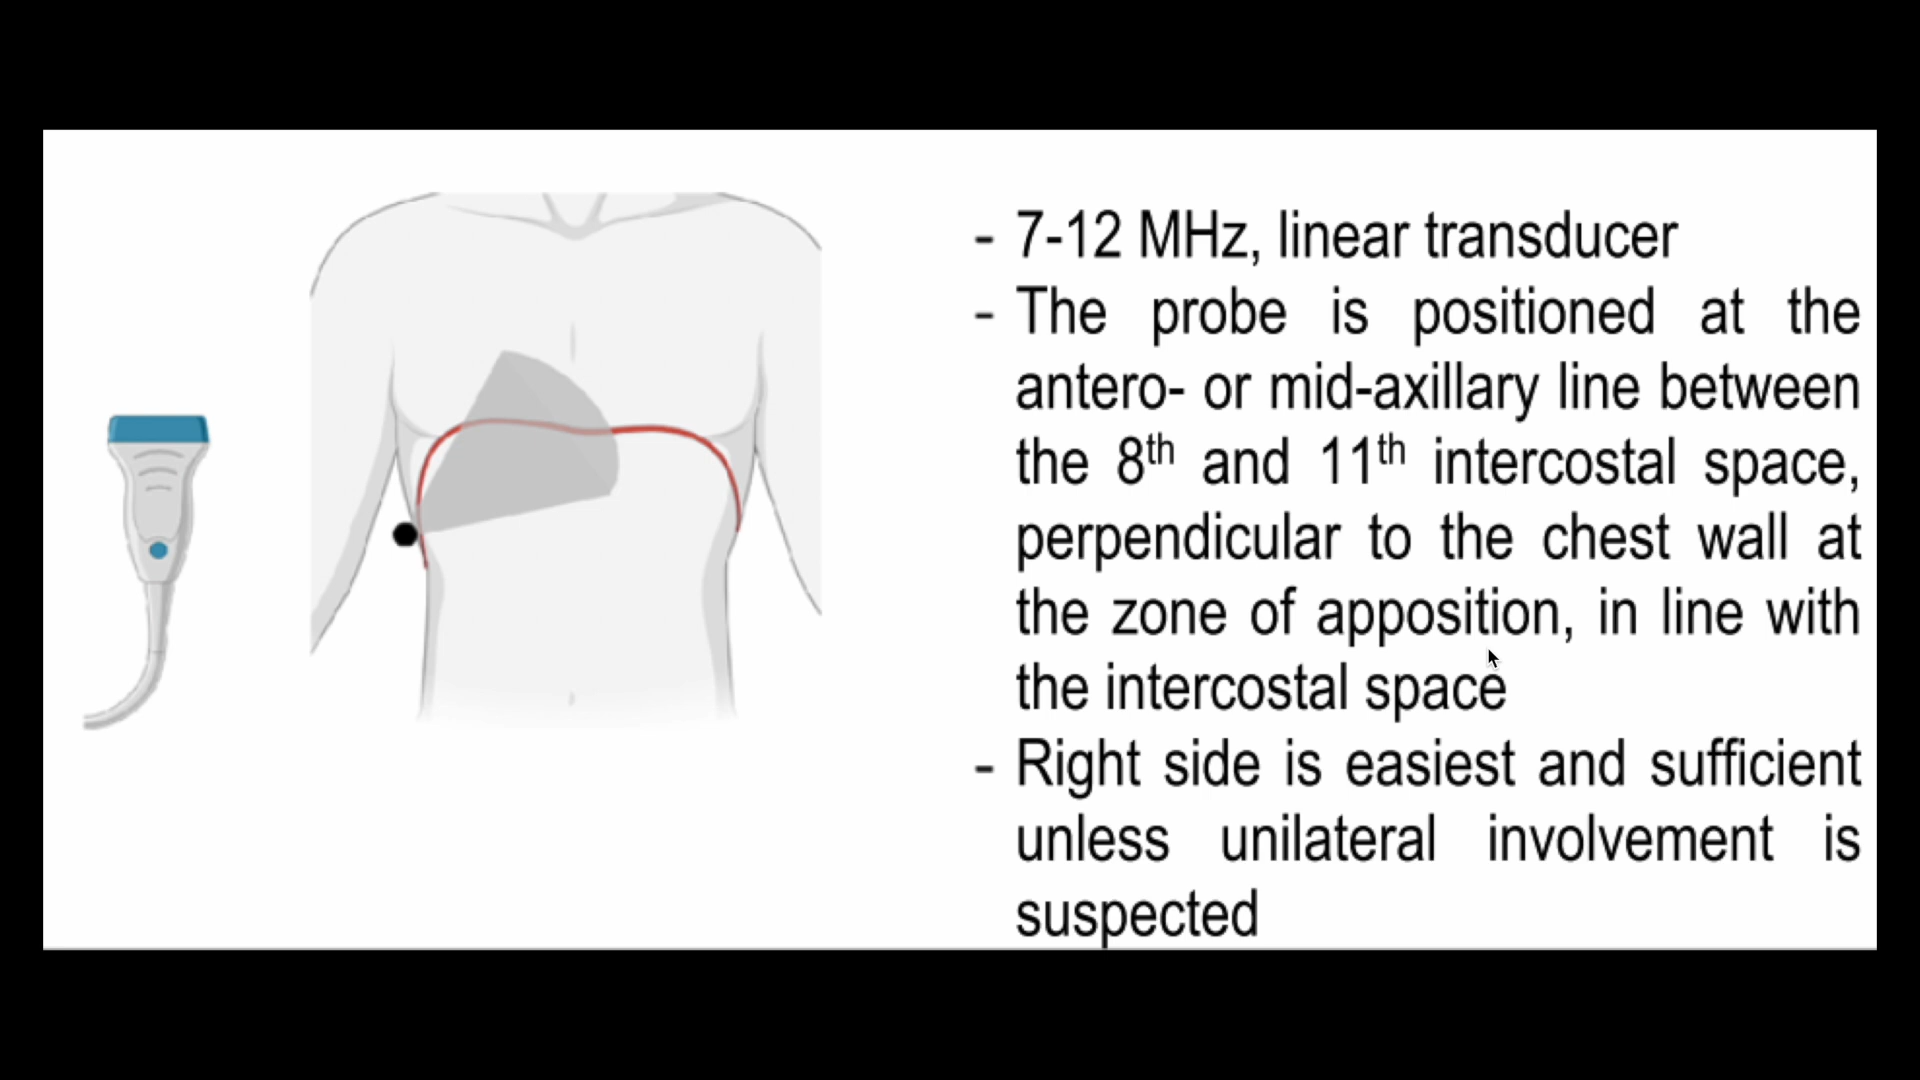 - 7-12 MHz, linear transducer
- The probe is positioned at the
antero- or mid-axillary line between
the 8th and 11th intercostal space,
perpendicular to the chest wall at
the zone of apposition, in line with
the intercostal space
- Right side is easiest and sufficient
unless unilateral involvement is
suspected